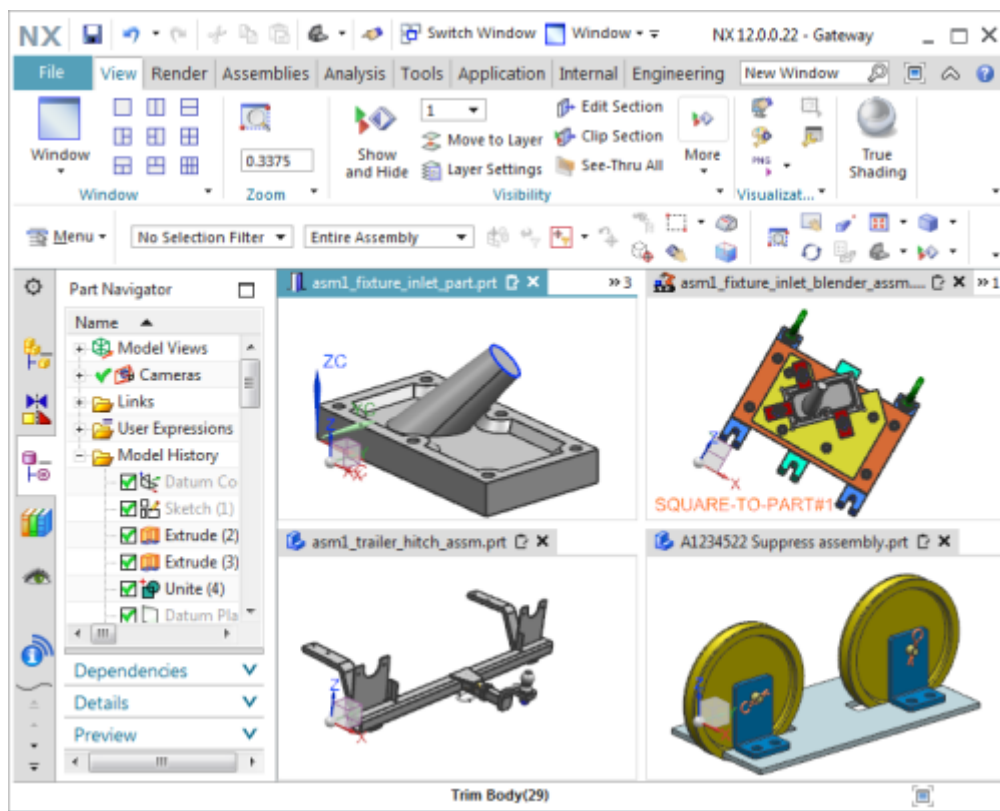 NX Switch Window Window NX 12.0.0.22 - Gateway
File View Render Assemblies Analysis Tools Application Internal Engineering New Window
Window
Window
0.3375
Zoom
Show and Hide
1
Move to Layer
Layer Settings
Edit Section
Clip Section
See-Thru All
More
Visibility
PNG
Visualizat...
True Shading
Menu No Selection Filter Entire Assembly
Part Navigator
Name
Model Views
Cameras
Links
User Expressions
Model History
Datum Co
Sketch (1)
Extrude (2)
Extrude (3)
Unite (4)
Datum Pla
Dependencies
Details
Preview
asm1_fixture_inlet_part.prt »3
ZC
Z
asm1_fixture_inlet_blender_assm.... »1
X
SQUARE-TO-PART#1
asm1_trailer_hitch_assm.prt
Z
X
A1234522 Suppress assembly.prt
X
Trim Body(29)